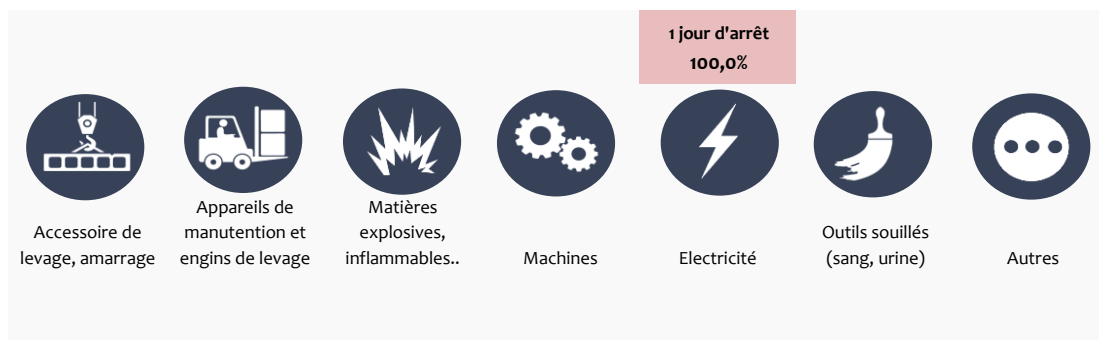 1 jour d'arrêt
100,0%
Accessoire de
levage, amarrage
Appareils de
manutention et
engins de levage
Matières
explosives,
inflammables..
Machines
Electricité
Outils souillés
(sang, urine)
Autres